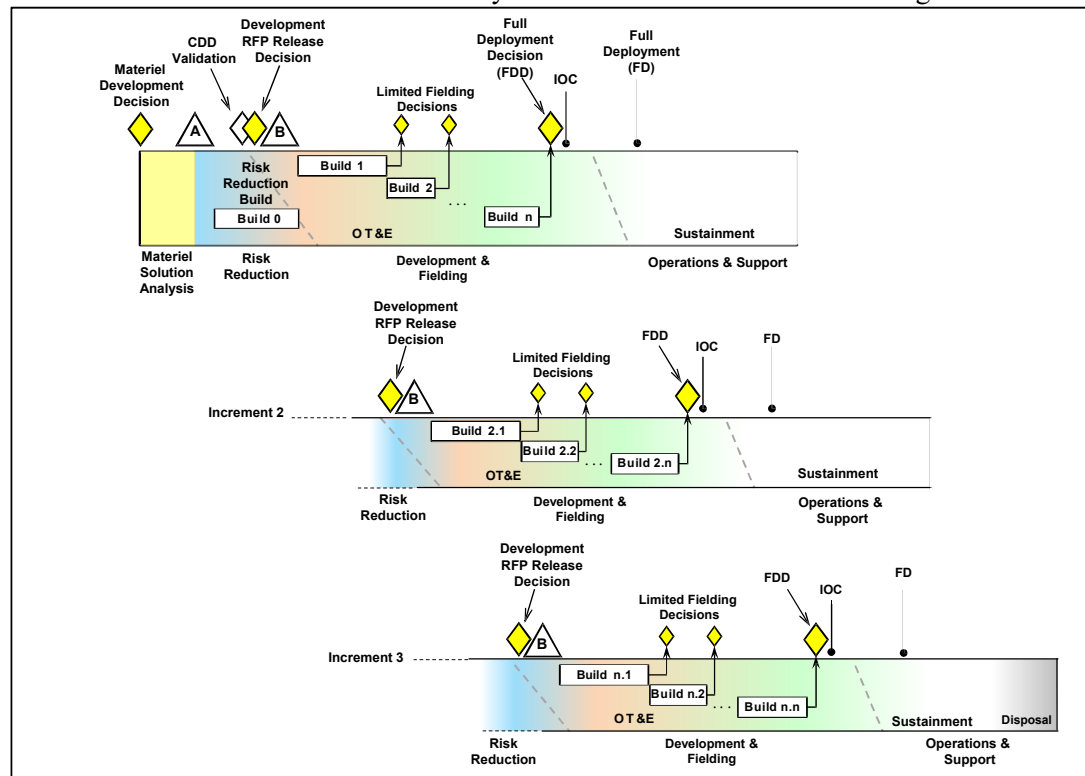 Materiel
Development
Decision
CDD
Validation
Development
RFP Release
Decision
Limited Fielding
Decisions
Full
Deployment
Decision
(FDD)
IOC
Full
Deployment
(FD)
A
B
Risk
Reduction
Build
Build 0
Build 1
Build 2
. . .
Build n
OT&E
Sustainment
Materiel
Solution
Analysis
Risk
Reduction
Development &
Fielding
Operations & Support
Development
RFP Release
Decision
Limited Fielding
Decisions
FDD
IOC
FD
B
Increment 2
Build 2.1
Build 2.2
. . .
Build 2.n
OT&E
Sustainment
Risk
Reduction
Development &
Fielding
Operations &
Support
Development
RFP Release
Decision
Limited Fielding
Decisions
FDD
IOC
FD
B
Increment 3
Build n.1
Build n.2
. . .
Build n.n
OT&E
Sustainment
Disposal
Risk
Reduction
Development &
Fielding
Operations &
Support